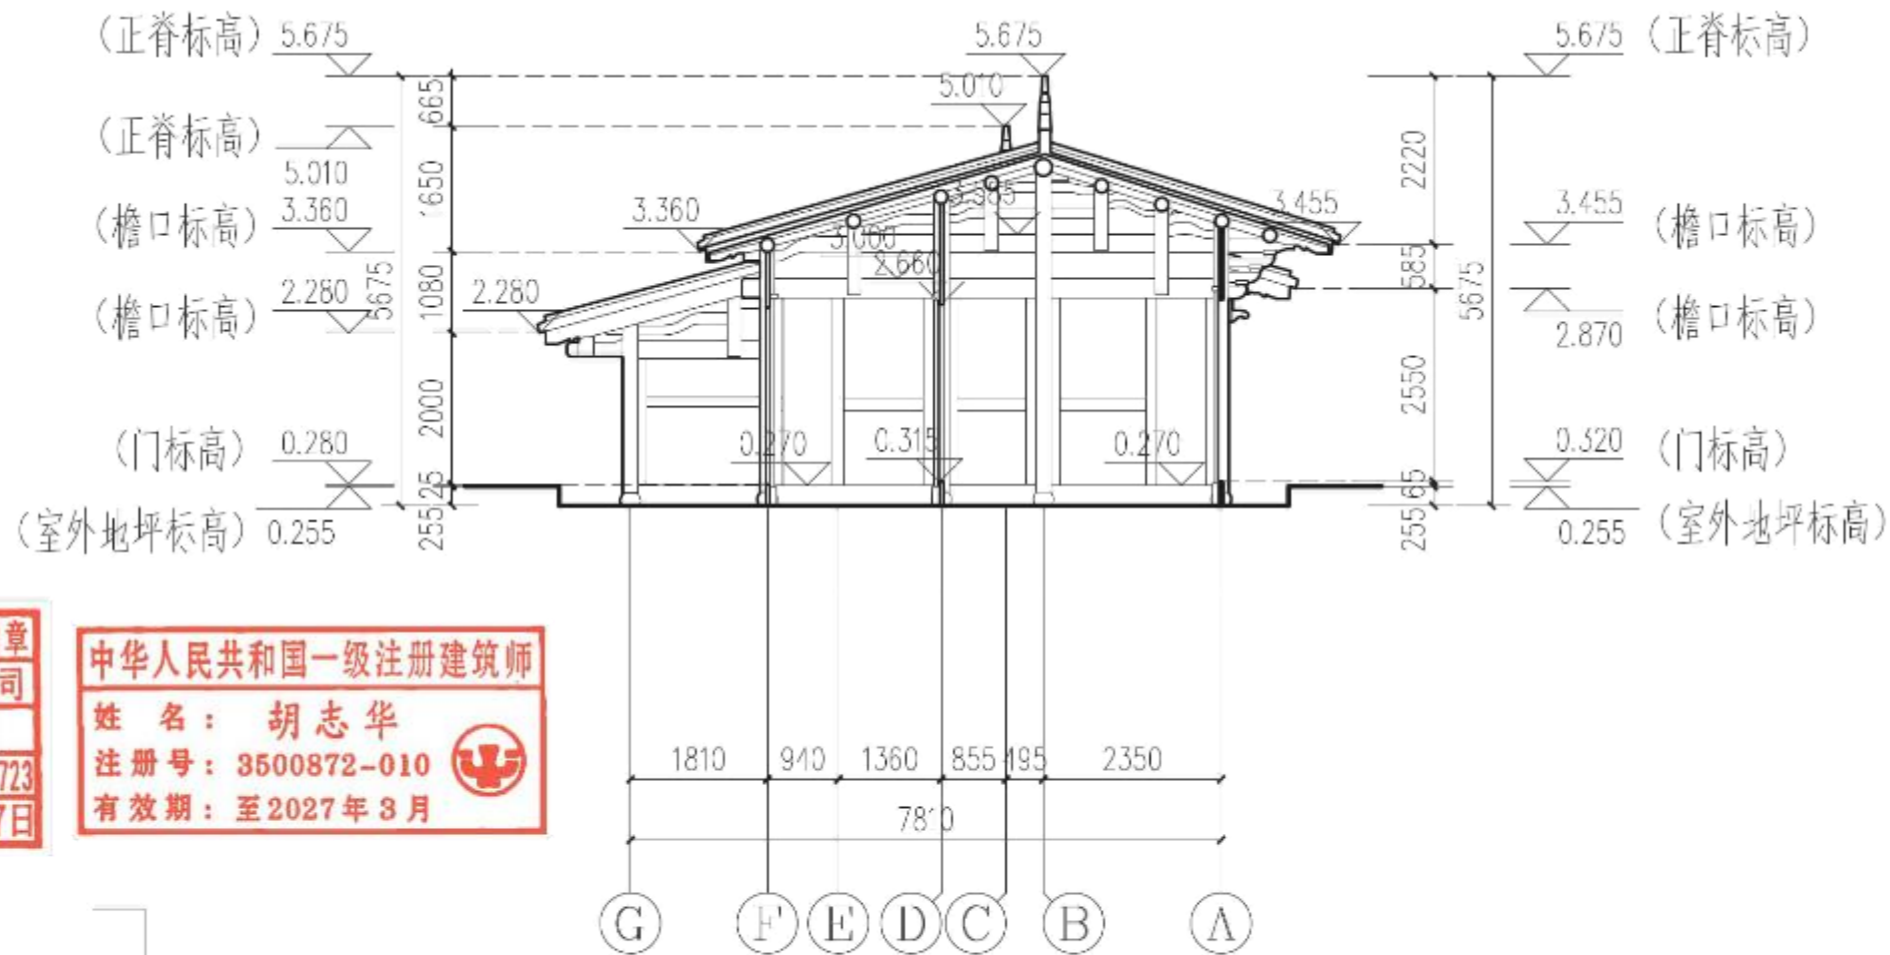 (正脊标高) 5.675
5.675
5.675 (正脊标高)
5.010
(正脊标高)
5.010
665
1650
1080
2000
25
255
5675
(檐口标高) 3.360
(檐口标高) 2.280
(门标高) 0.280
(室外地坪标高) 0.255
3.360
2.280
3.455
2.660
0.270
0.315
0.270
2220
585
2550
65
255
5675
3.455 (檐口标高)
2.870 (檐口标高)
0.320 (门标高)
0.255 (室外地坪标高)
章
司
723
7日
中华人民共和国一级注册建筑师
姓 名: 胡志华
注册号: 3500872-010
有效期: 至2027年3月
1810 940 1360 855 495 2350
7810
G F E D C B A